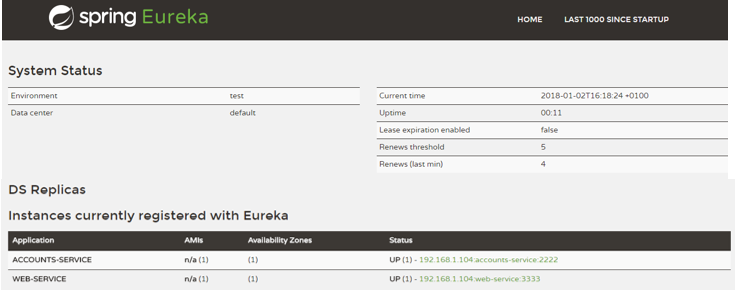 spring Eureka
HOME LAST 1000 SINCE STARTUP
System Status
Environment test
Data center default
Current time 2018-01-02T16:18:24 +0100
Uptime 00:11
Lease expiration enabled false
Renews threshold 5
Renews (last min) 4
DS Replicas
Instances currently registered with Eureka
Application AMIs Availability Zones Status
ACCOUNTS-SERVICE n/a (1) (1) UP (1) - 192.168.1.104:accounts-service:2222
WEB-SERVICE n/a (1) (1) UP (1) - 192.168.1.104:web-service:3333